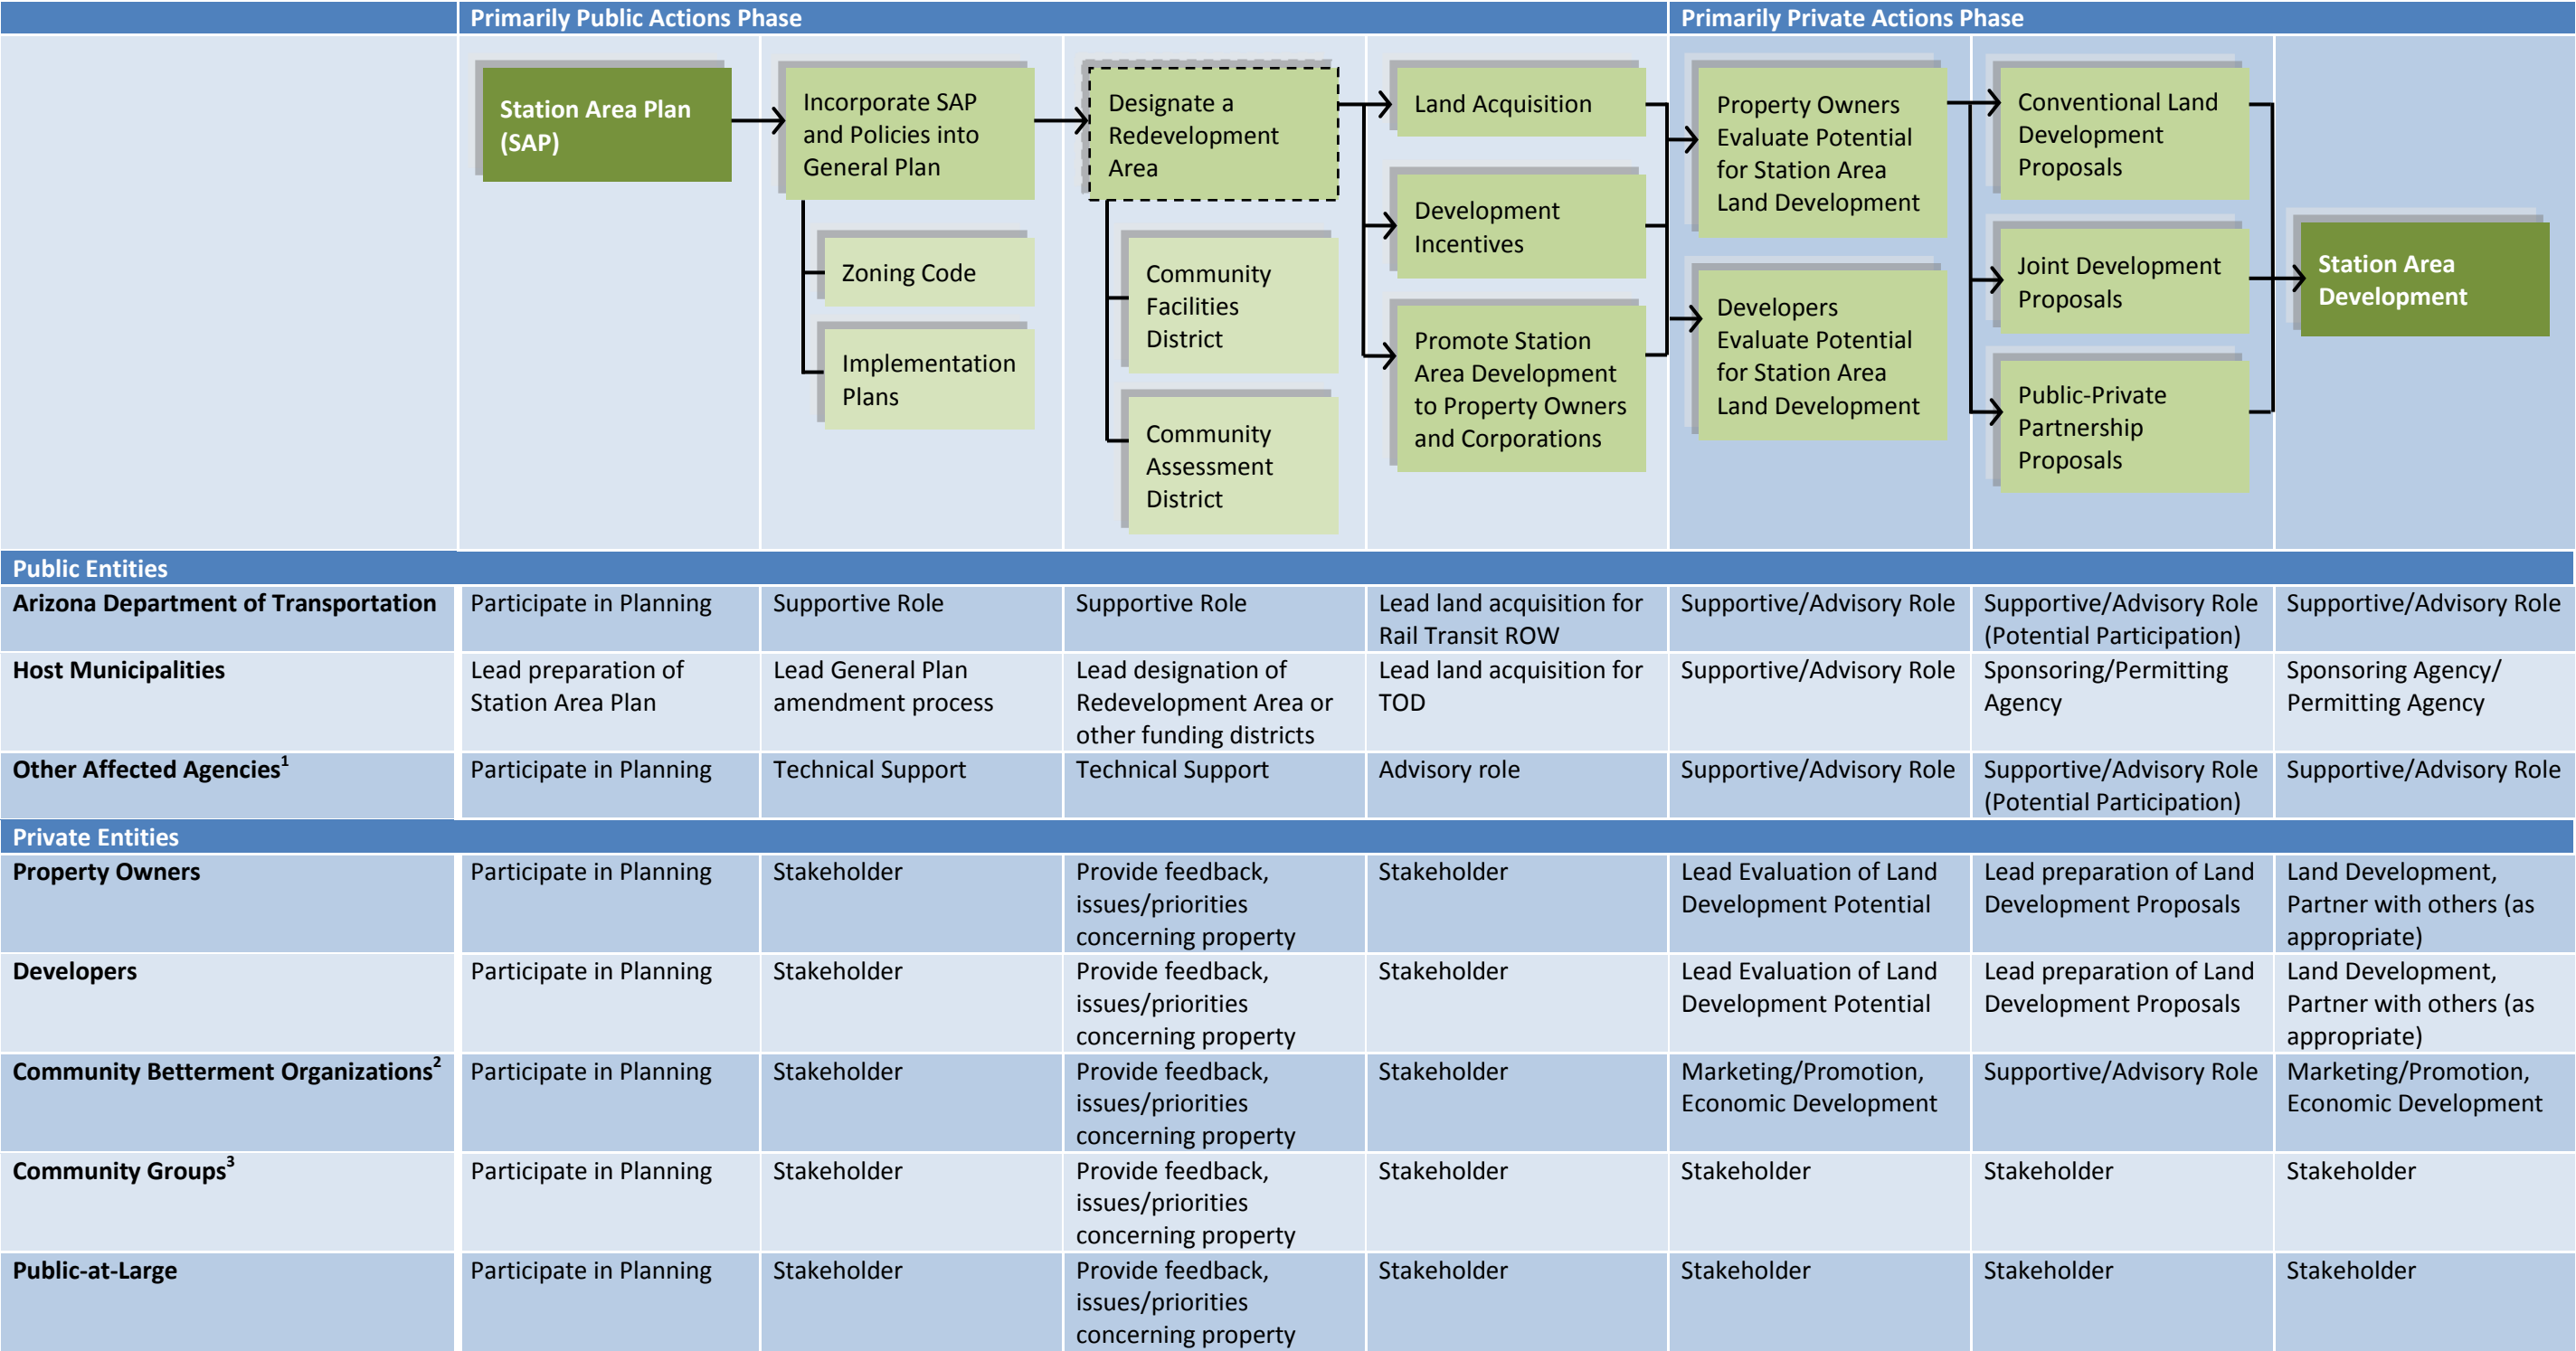 Primarily Public Actions Phase
Primarily Private Actions Phase
Station Area Plan
(SAP)
Incorporate SAP
and Policies into
General Plan
Zoning Code
Implementation
Plans
Designate a
Redevelopment
Area
Community
Facilities
District
Community
Assessment
District
Land Acquisition
Development
Incentives
Promote Station
Area Development
to Property Owners
and Corporations
Property Owners
Evaluate Potential
for Station Area
Land Development
Developers
Evaluate Potential
for Station Area
Land Development
Conventional Land
Development
Proposals
Joint Development
Proposals
Public-Private
Partnership
Proposals
Station Area
Development
Public Entities
Arizona Department of Transportation
Participate in Planning
Supportive Role
Supportive Role
Lead land acquisition for
Rail Transit ROW
Supportive/Advisory Role
Supportive/Advisory Role
(Potential Participation)
Supportive/Advisory Role
Host Municipalities
Lead preparation of
Station Area Plan
Lead General Plan
amendment process
Lead designation of
Redevelopment Area or
other funding districts
Lead land acquisition for
TOD
Supportive/Advisory Role
Sponsoring/Permitting
Agency
Sponsoring Agency/
Permitting Agency
Other Affected Agencies1
Participate in Planning
Technical Support
Technical Support
Advisory role
Supportive/Advisory Role
Supportive/Advisory Role
(Potential Participation)
Supportive/Advisory Role
Private Entities
Property Owners
Participate in Planning
Stakeholder
Provide feedback,
issues/priorities
concerning property
Stakeholder
Lead Evaluation of Land
Development Potential
Lead preparation of Land
Development Proposals
Land Development,
Partner with others (as
appropriate)
Developers
Participate in Planning
Stakeholder
Provide feedback,
issues/priorities
concerning property
Stakeholder
Lead Evaluation of Land
Development Potential
Lead preparation of Land
Development Proposals
Land Development,
Partner with others (as
appropriate)
Community Betterment Organizations2
Participate in Planning
Stakeholder
Provide feedback,
issues/priorities
concerning property
Stakeholder
Marketing/Promotion,
Economic Development
Supportive/Advisory Role
Marketing/Promotion,
Economic Development
Community Groups3
Participate in Planning
Stakeholder
Provide feedback,
issues/priorities
concerning property
Stakeholder
Stakeholder
Stakeholder
Stakeholder
Public-at-Large
Participate in Planning
Stakeholder
Provide feedback,
issues/priorities
concerning property
Stakeholder
Stakeholder
Stakeholder
Stakeholder